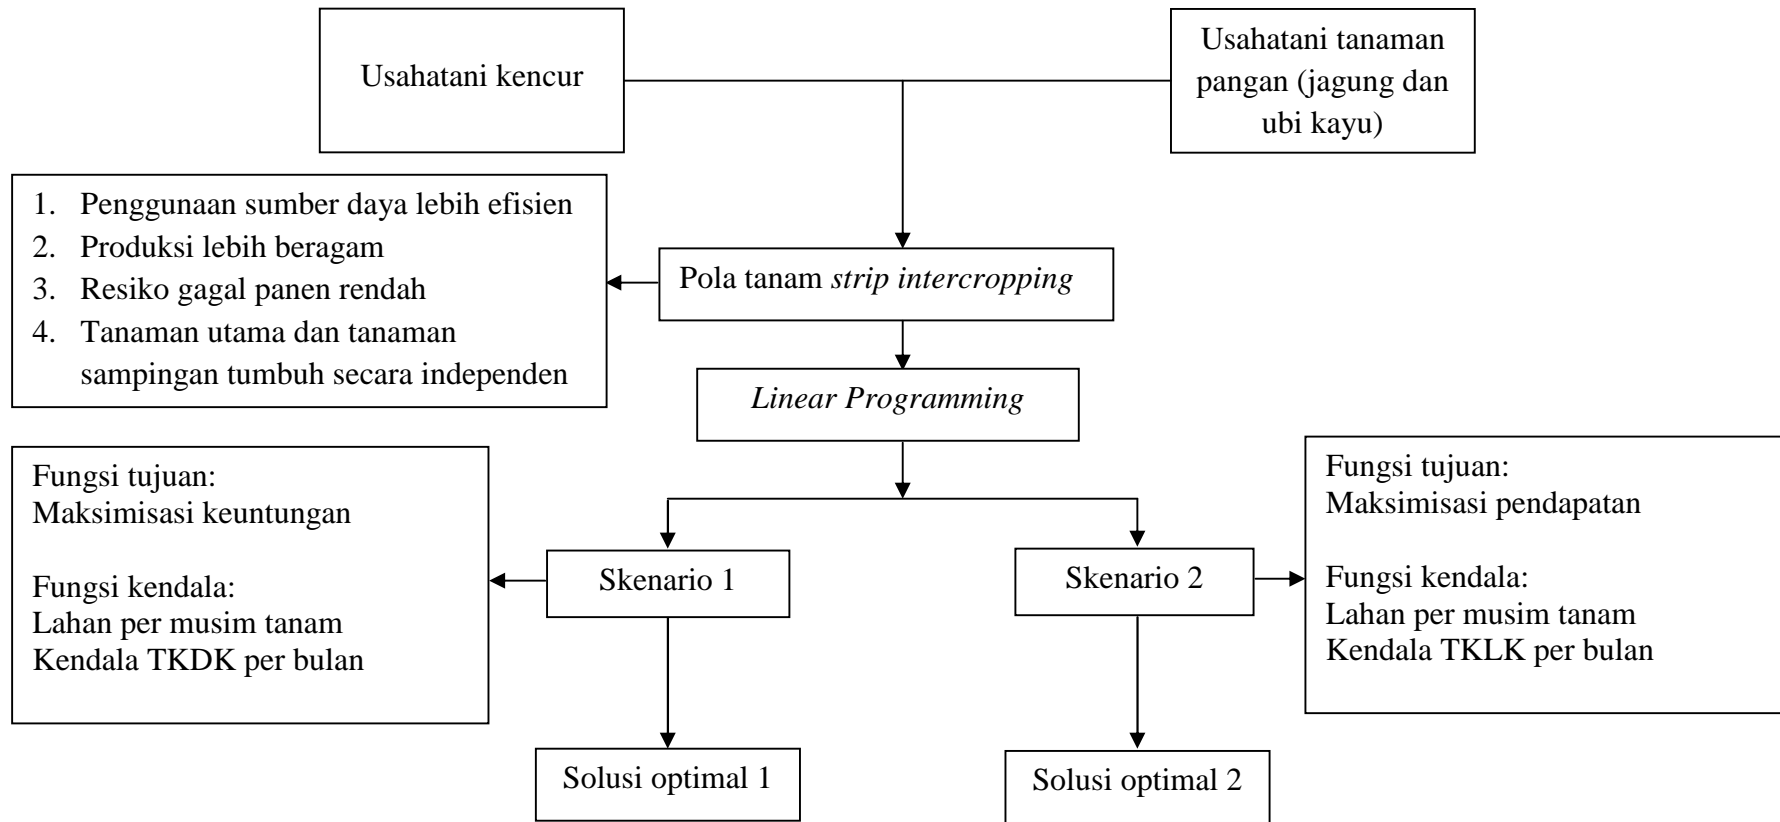 Usahatani kencur
Usahatani tanaman
pangan (jagung dan
ubi kayu)
1. Penggunaan sumber daya lebih efisien
2. Produksi lebih beragam
3. Resiko gagal panen rendah
4. Tanaman utama dan tanaman
sampingan tumbuh secara independen
Pola tanam strip intercropping
Linear Programming
Fungsi tujuan:
Maksimisasi keuntungan
Fungsi kendala:
Lahan per musim tanam
Kendala TKDK per bulan
Skenario 1
Skenario 2
Fungsi tujuan:
Maksimisasi pendapatan
Fungsi kendala:
Lahan per musim tanam
Kendala TKLK per bulan
Solusi optimal 1
Solusi optimal 2